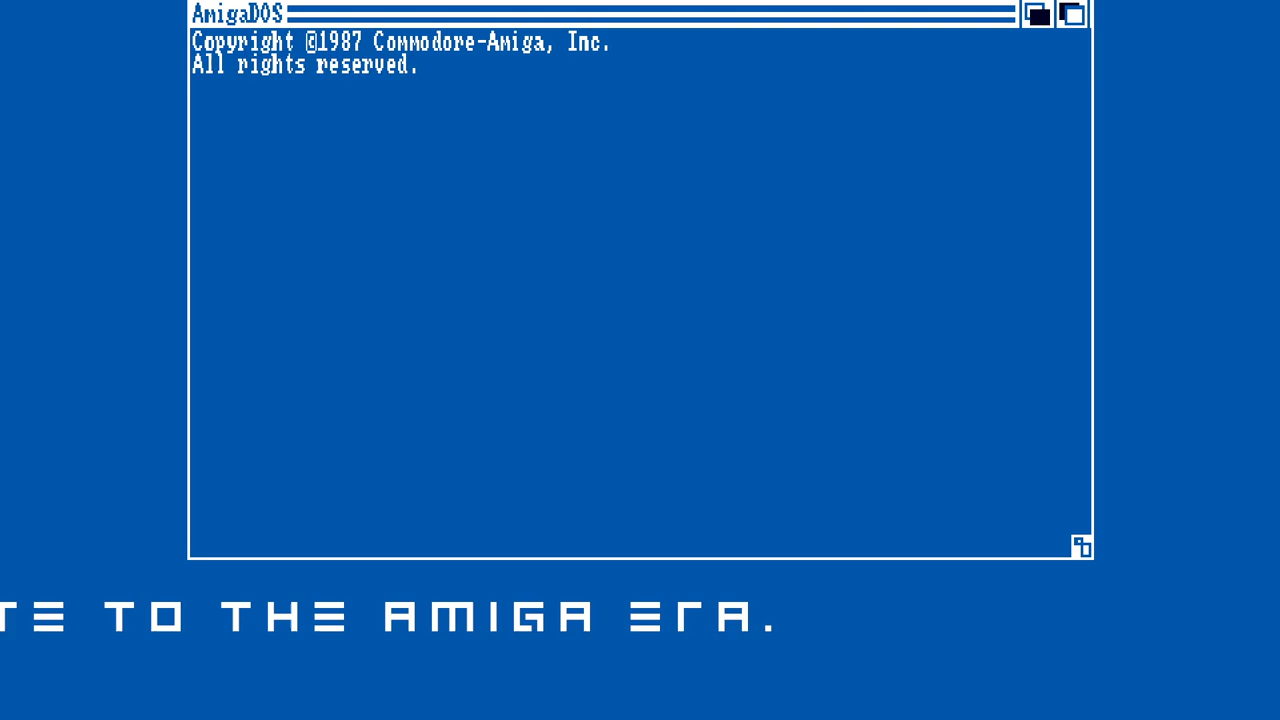 AmigaDOS
Copyright ©1987 Commodore-Amiga, Inc.
All rights reserved.
TE TO THE AMIGA ERA.